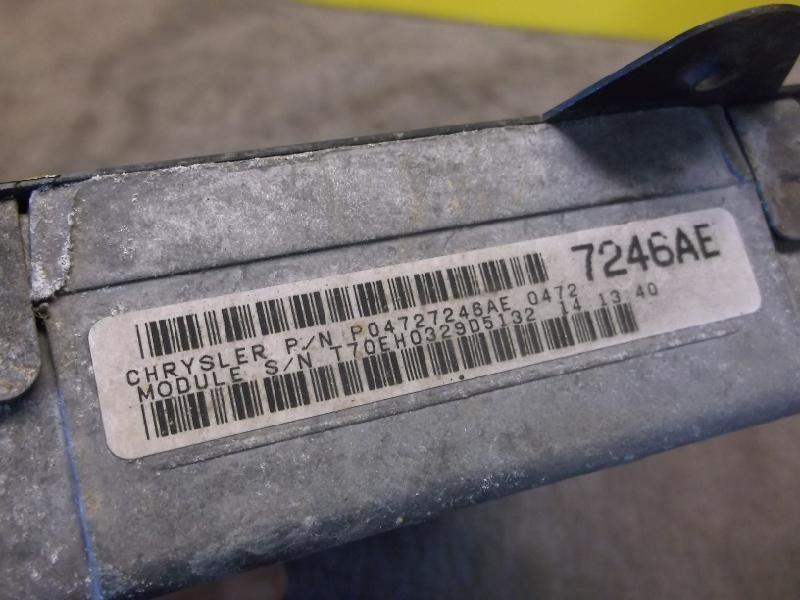 7246AE
CHRYSLER P/N P04727246AE 0472
MODULE S/N T70EH0329D5132 14 13 40